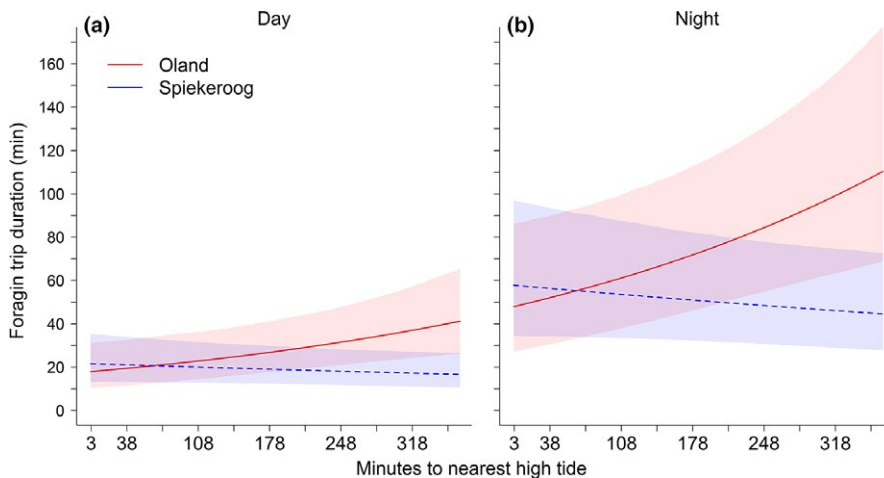 (a)
Day
(b)
Night
Oland
Spiekeroog
Foragin trip duration (min)
160
140
120
100
80
60
40
20
0
3 38 108 178 248 318
3 38 108 178 248 318
Minutes to nearest high tide